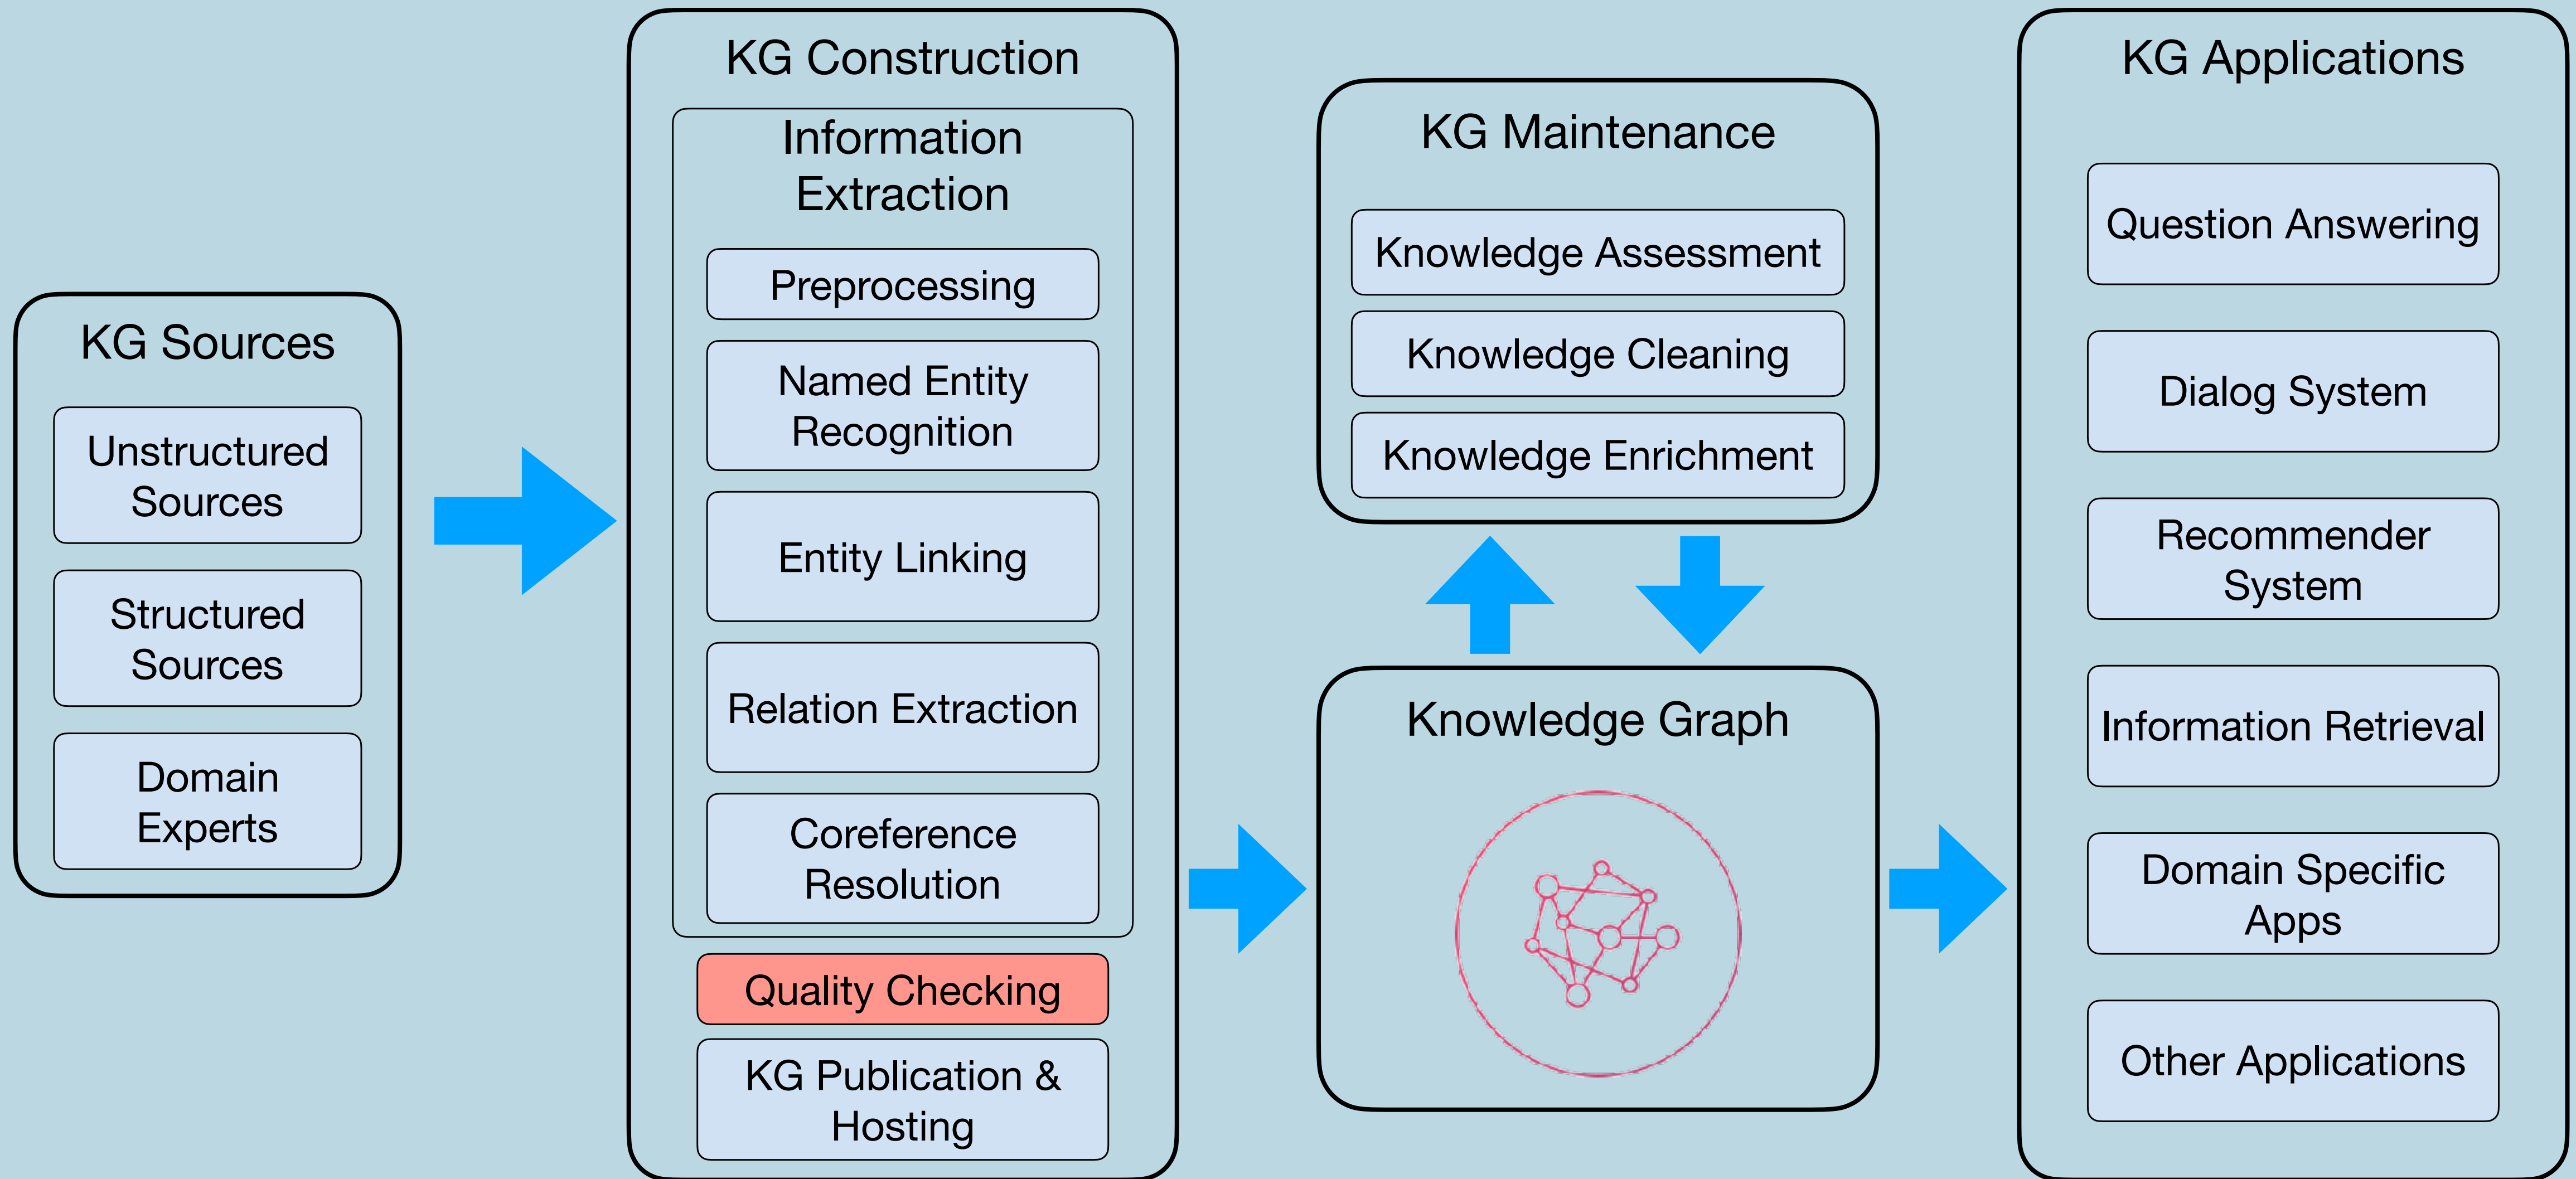 KG Sources
Unstructured
Sources
Structured
Sources
Domain
Experts
KG Construction
Information
Extraction
Preprocessing
Named Entity
Recognition
Entity Linking
Relation Extraction
Coreference
Resolution
Quality Checking
KG Publication &
Hosting
KG Maintenance
Knowledge Assessment
Knowledge Cleaning
Knowledge Enrichment
Knowledge Graph
KG Applications
Question Answering
Dialog System
Recommender
System
Information Retrieval
Domain Specific
Apps
Other Applications